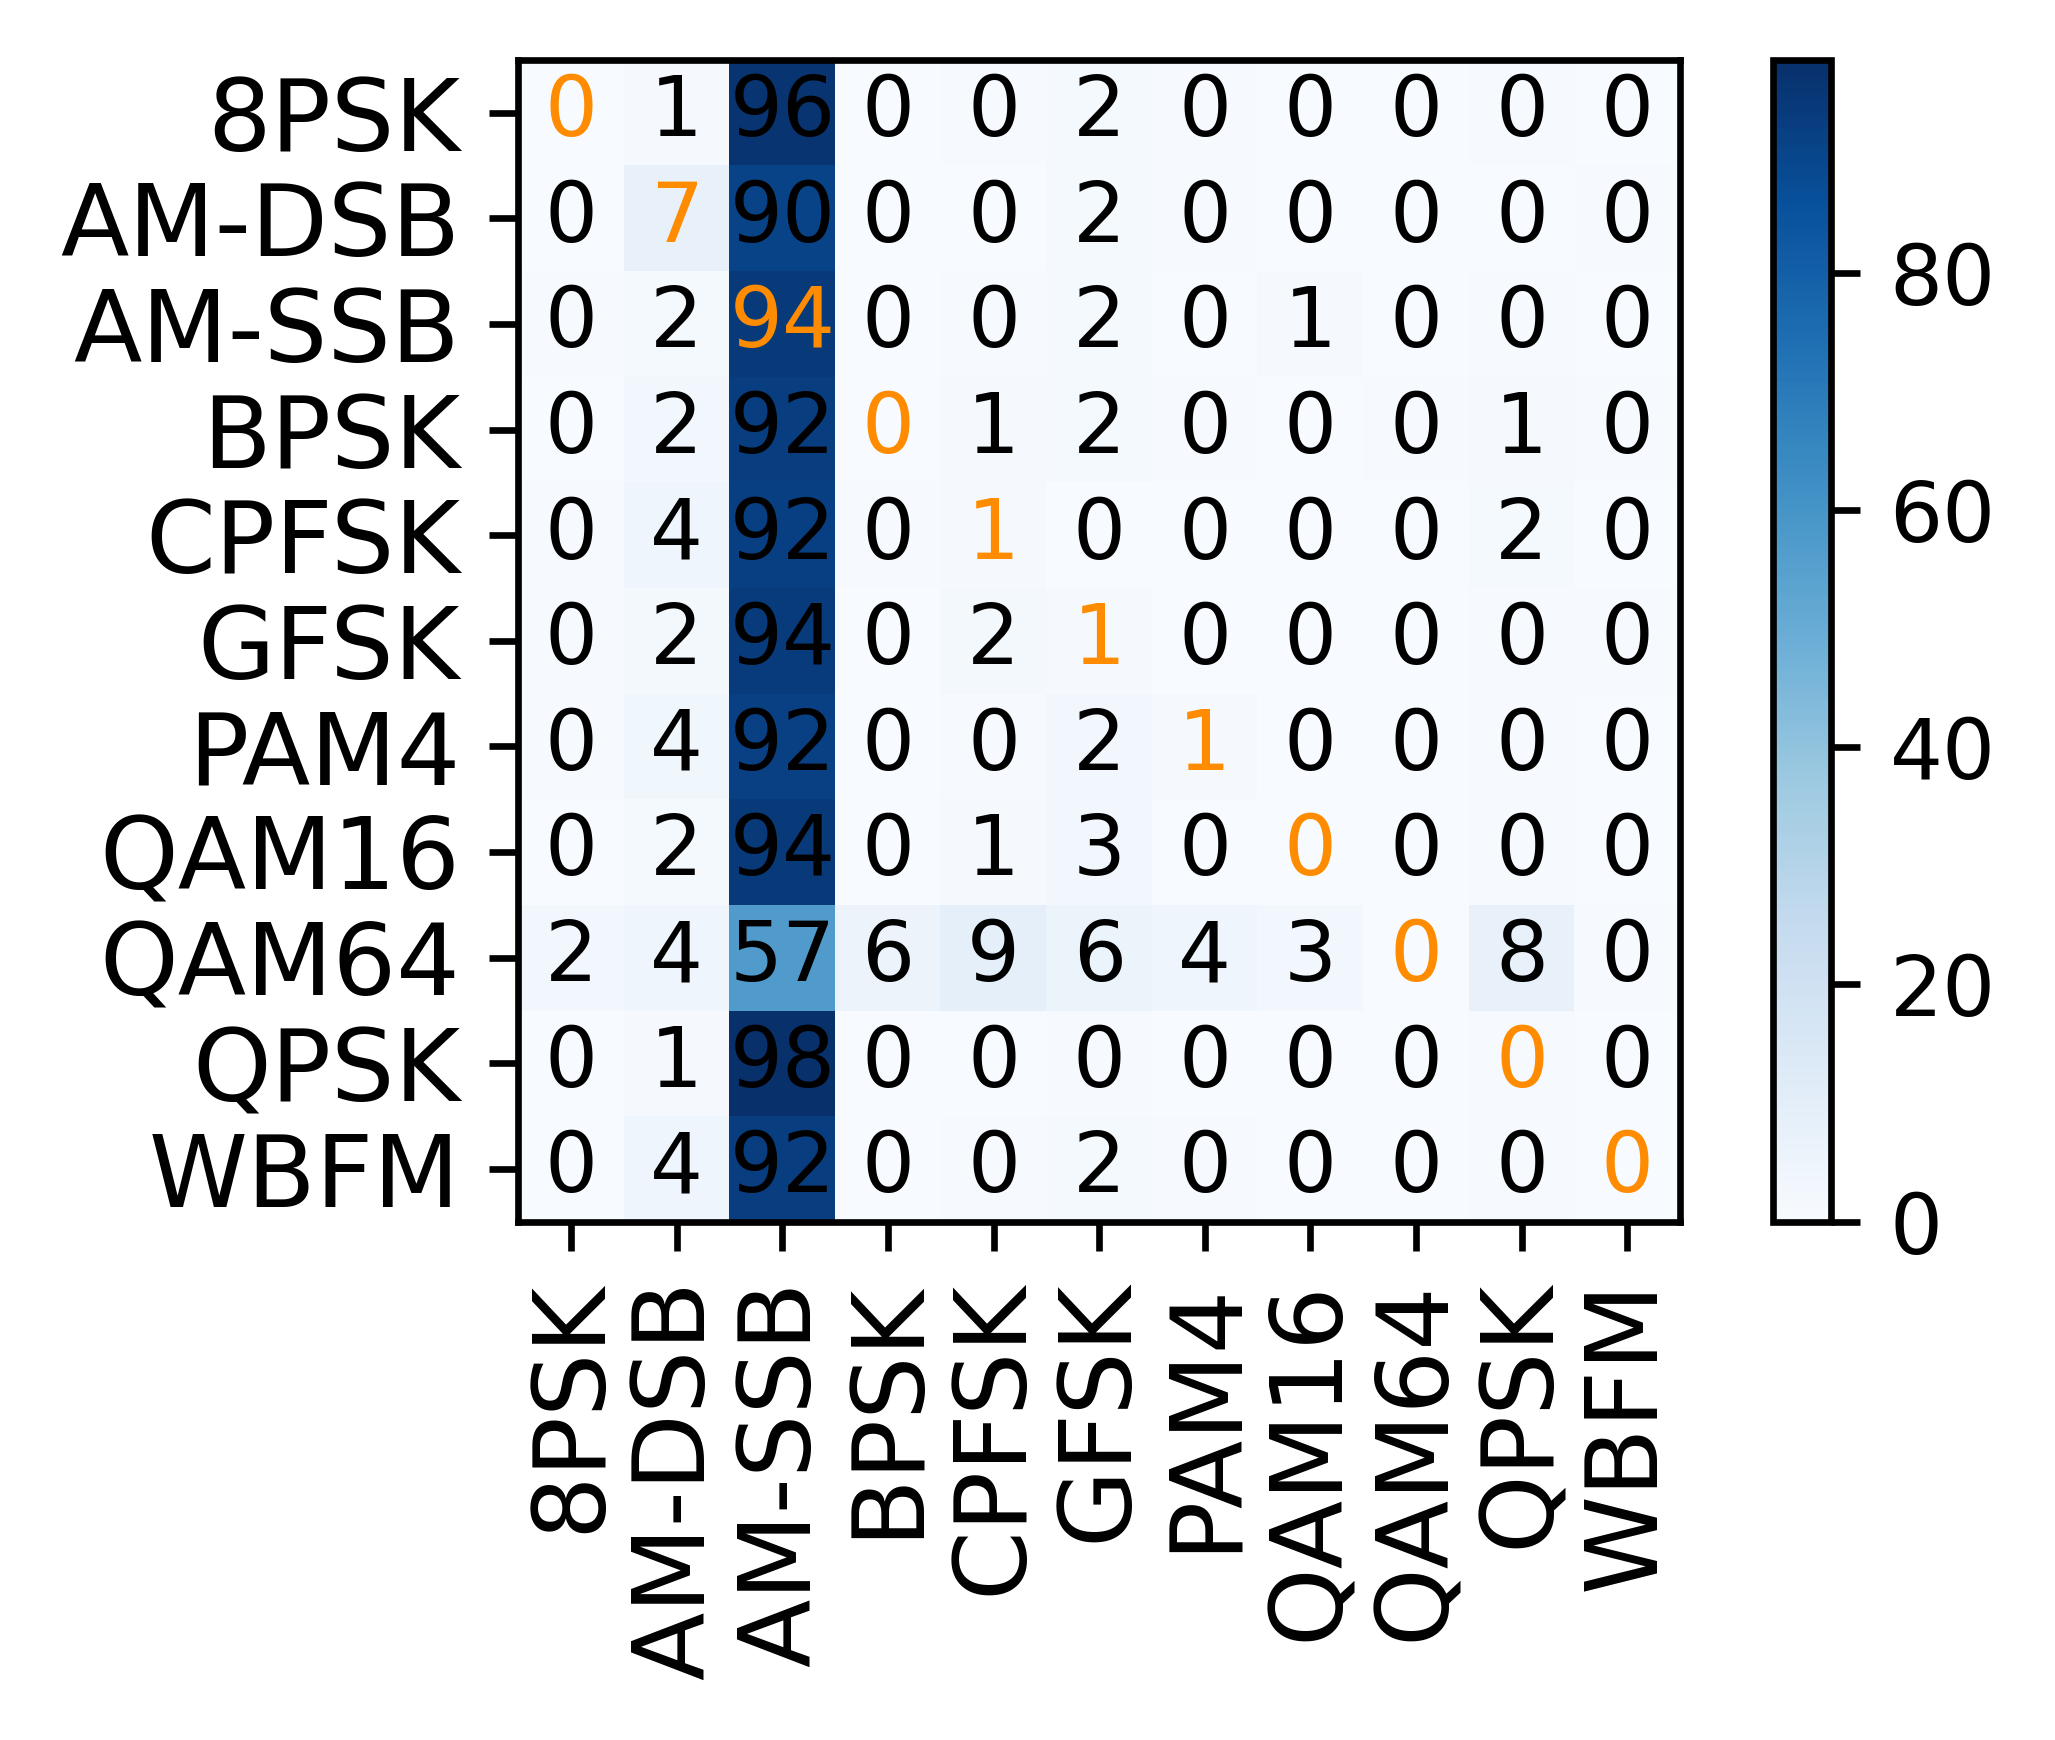 8PSK 0 1 96 0 0 2 0 0 0 0 0
AM-DSB 0 7 90 0 0 2 0 0 0 0 0
AM-SSB 0 2 94 0 0 2 0 1 0 0 0
BPSK 0 2 92 0 1 2 0 0 0 1 0
CPFSK 0 4 92 0 1 0 0 0 0 2 0
GFSK 0 2 94 0 2 1 0 0 0 0 0
PAM4 0 4 92 0 0 2 1 0 0 0 0
QAM16 0 2 94 0 1 3 0 0 0 0 0
QAM64 2 4 57 6 9 6 4 3 0 8 0
QPSK 0 1 98 0 0 0 0 0 0 0 0
WBFM 0 4 92 0 0 2 0 0 0 0 0
8PSK
AM-DSB
AM-SSB
BPSK
CPFSK
GFSK
PAM4
QAM16
QAM64
QPSK
WBFM
80
60
40
20
0